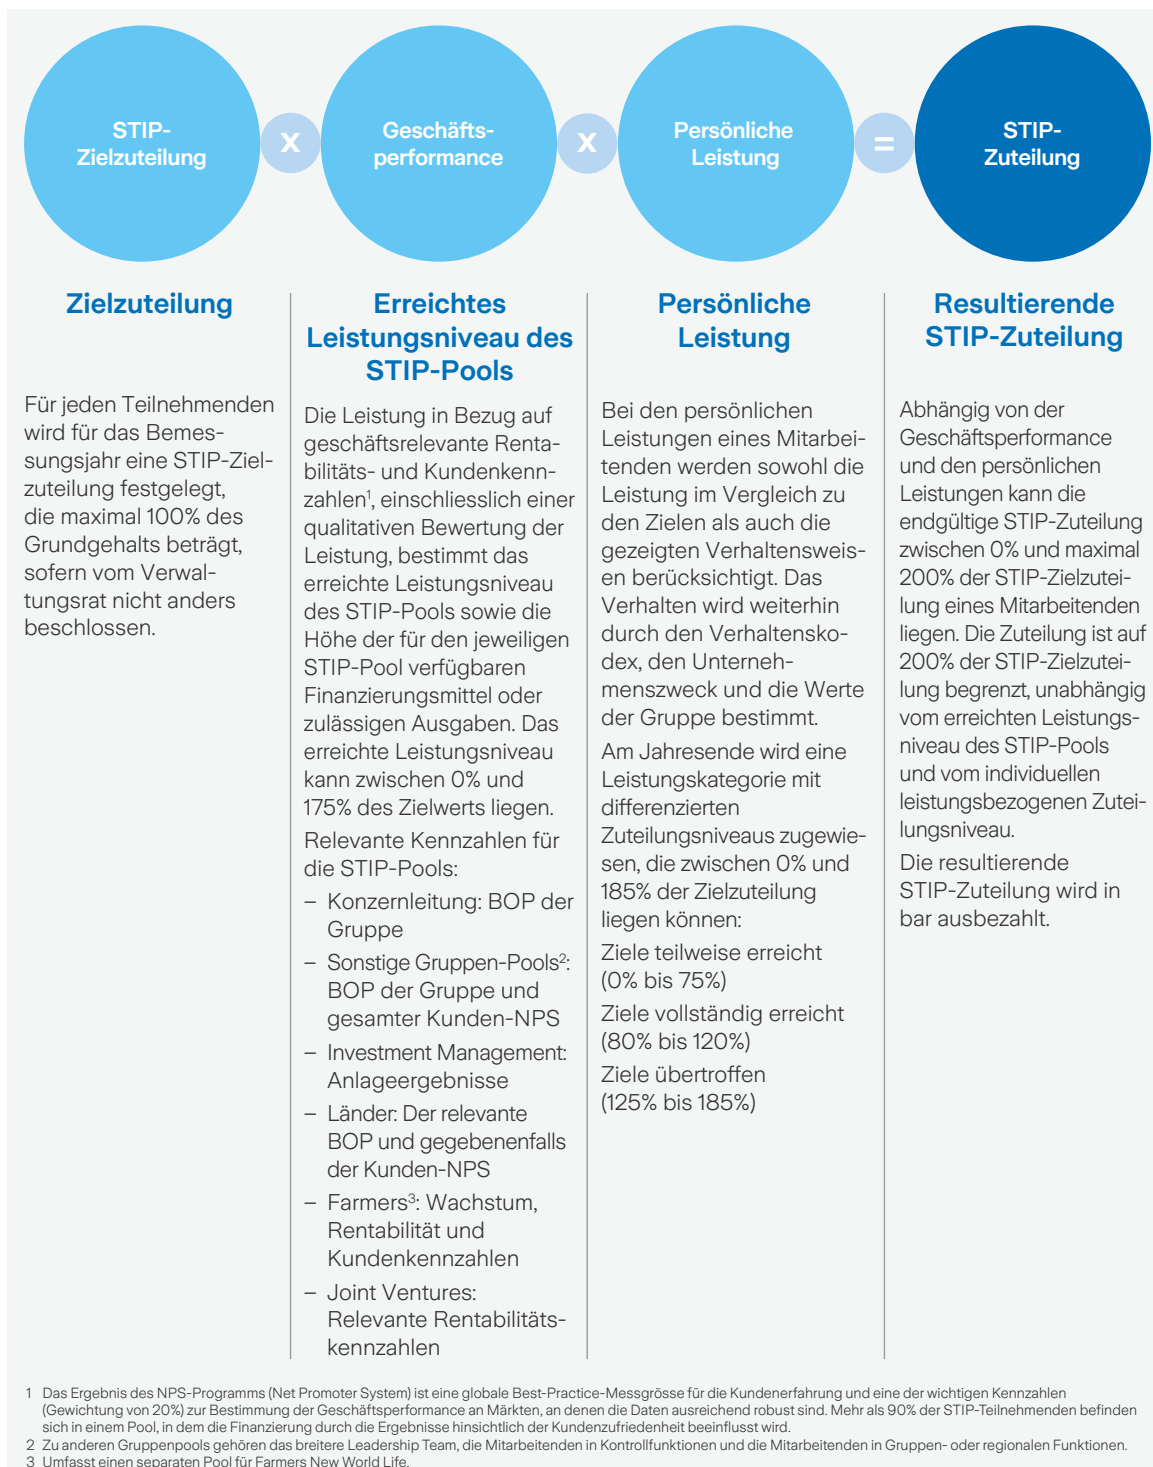 STIP-
Zielzuteilung
x
Geschäfts-
performance
x
Persönliche
Leistung
=
STIP-
Zuteilung
Zielzuteilung
Für jeden Teilnehmenden
wird für das Bemes-
sungsjahr eine STIP-Ziel-
zuteilung festgelegt,
die maximal 100% des
Grundgehalts beträgt,
sofern vom Verwal-
tungsrat nicht anders
beschlossen.
Erreichtes
Leistungsniveau des
STIP-Pools
Die Leistung in Bezug auf
geschäftsrelevante Renta-
bilitäts- und Kundenkenn-
zahlen¹, einschliesslich einer
qualitativen Bewertung der
Leistung, bestimmt das
erreichte Leistungsniveau
des STIP-Pools sowie die
Höhe der für den jeweiligen
STIP-Pool verfügbaren
Finanzierungsmittel oder
zulässigen Ausgaben. Das
erreichte Leistungsniveau
kann zwischen 0% und
175% des Zielwerts liegen.
Relevante Kennzahlen für
die STIP-Pools:
– Konzernleitung: BOP der
Gruppe
– Sonstige Gruppen-Pools²:
BOP der Gruppe und
gesamter Kunden-NPS
– Investment Management:
Anlageergebnisse
– Länder: Der relevante
BOP und gegebenenfalls
der Kunden-NPS
– Farmers³: Wachstum,
Rentabilität und
Kundenkennzahlen
– Joint Ventures:
Relevante Rentabilitäts-
kennzahlen
Persönliche
Leistung
Bei den persönlichen
Leistungen eines Mitarbei-
tenden werden sowohl die
Leistung im Vergleich zu
den Zielen als auch die
gezeigten Verhaltensweis-
en berücksichtigt. Das
Verhalten wird weiterhin
durch den Verhaltensko-
dex, den Unterneh-
menszweck und die Werte
der Gruppe bestimmt.
Am Jahresende wird eine
Leistungskategorie mit
differenzierten
Zuteilungsniveaus zugewie-
sen, die zwischen 0% und
185% der Zielzuteilung
liegen können:
Ziele teilweise erreicht
(0% bis 75%)
Ziele vollständig erreicht
(80% bis 120%)
Ziele übertroffen
(125% bis 185%)
Resultierende
STIP-Zuteilung
Abhängig von der
Geschäftsperformance
und den persönlichen
Leistungen kann die
endgültige STIP-Zuteilung
zwischen 0% und maximal
200% der STIP-Zielzutei-
lung eines Mitarbeitenden
liegen. Die Zuteilung ist auf
200% der STIP-Zielzutei-
lung begrenzt, unabhängig
vom erreichten Leistungs-
niveau des STIP-Pools
und vom individuellen
leistungsbezogenen Zutei-
lungsniveau.
Die resultierende
STIP-Zuteilung wird in
bar ausbezahlt.
1 Das Ergebnis des NPS-Programms (Net Promoter System) ist eine globale Best-Practice-Messgrösse für die Kundenerfahrung und eine der wichtigen Kennzahlen
(Gewichtung von 20%) zur Bestimmung der Geschäftsperformance an Märkten, an denen die Daten ausreichend robust sind. Mehr als 90% der STIP-Teilnehmenden befinden
sich in einem Pool, in dem die Finanzierung durch die Ergebnisse hinsichtlich der Kundenzufriedenheit beeinflusst wird.
2 Zu anderen Gruppenpools gehören das breitere Leadership Team, die Mitarbeitenden in Kontrollfunktionen und die Mitarbeitenden in Gruppen- oder regionalen Funktionen.
3 Umfasst einen separaten Pool für Farmers New World Life.